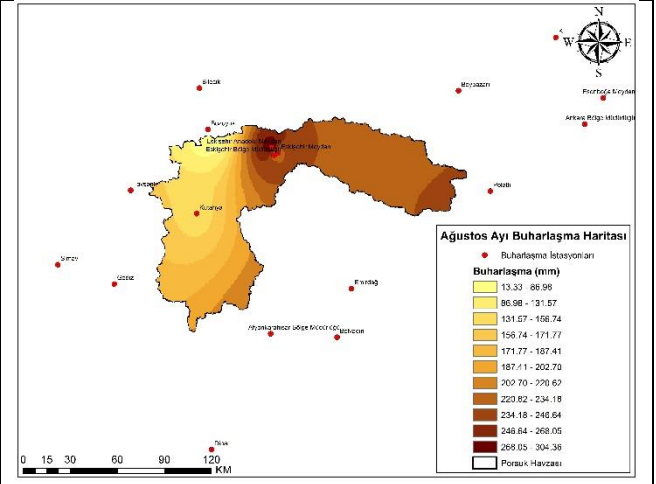 N
W
E
S
Bilecik
Beypazarı
Esenboğa Meydan
Ankara Bölge Müdürlüğü
Bozüyük
Eskişehir Anadolu
Eskişehir Bölge
Eskişehir Meydan
Tavşanlı
Polatlı
Kütahya
Simav
Gediz
Emirdağ
Afyonkarahisar Bölge Müdürlüğü
Bolvadin
Dinar
Ağustos Ayı Buharlaşma Haritası
Buharlaşma İstasyonları
Buharlaşma (mm)
13.33 - 86.98
86.98 - 131.57
131.57 - 156.74
156.74 - 171.77
171.77 - 187.41
187.41 - 202.70
202.70 - 220.62
220.62 - 234.18
234.18 - 246.64
246.64 - 268.05
268.05 - 304.36
Porsuk Havzası
0 15 30 60 90 120
KM